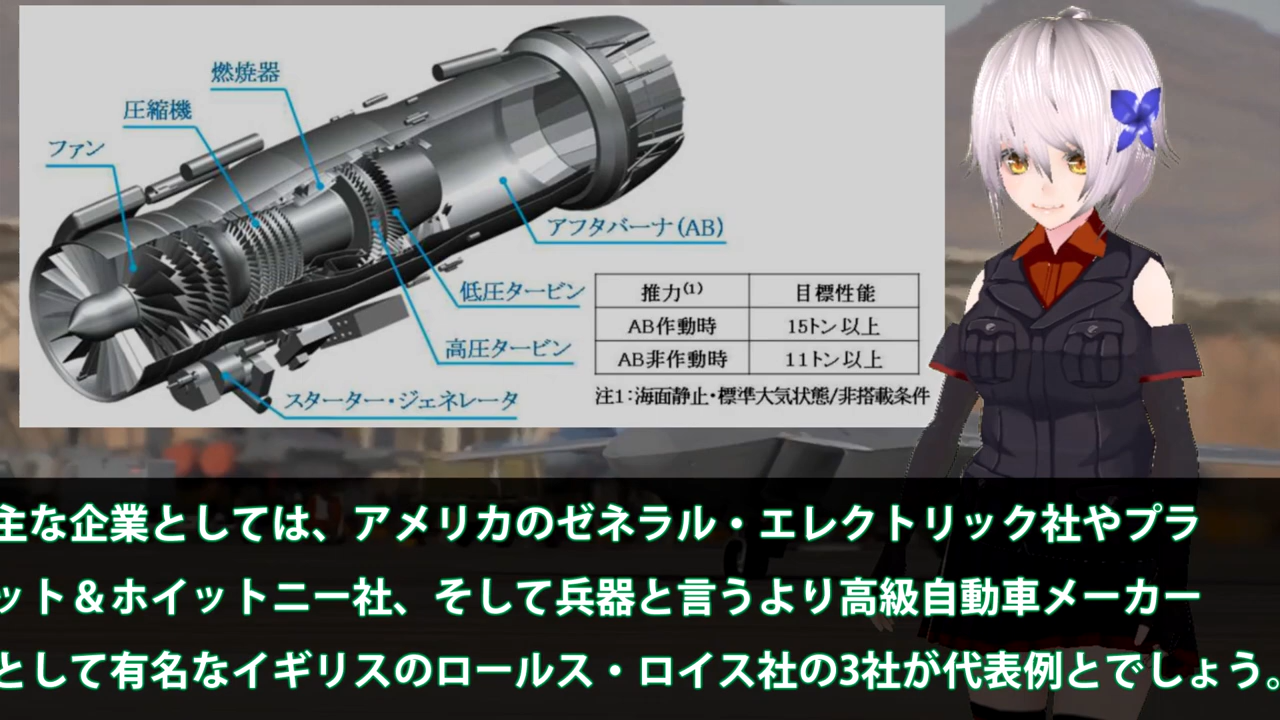 燃焼器
圧縮機
ファン
アフタバーナ(AB)
低圧タービン
高圧タービン
スターター・ジェネレータ
推力(1) 目標性能
AB作動時 15トン以上
AB非作動時 11トン以上
注1:海面静止・標準大気状態/非搭載条件
主な企業としては、アメリカのゼネラル・エレクトリック社やプラ
ット&ホイットニー社、そして兵器と言うより高級自動車メーカー
として有名なイギリスのロールス・ロイス社の3社が代表例とでしょう。